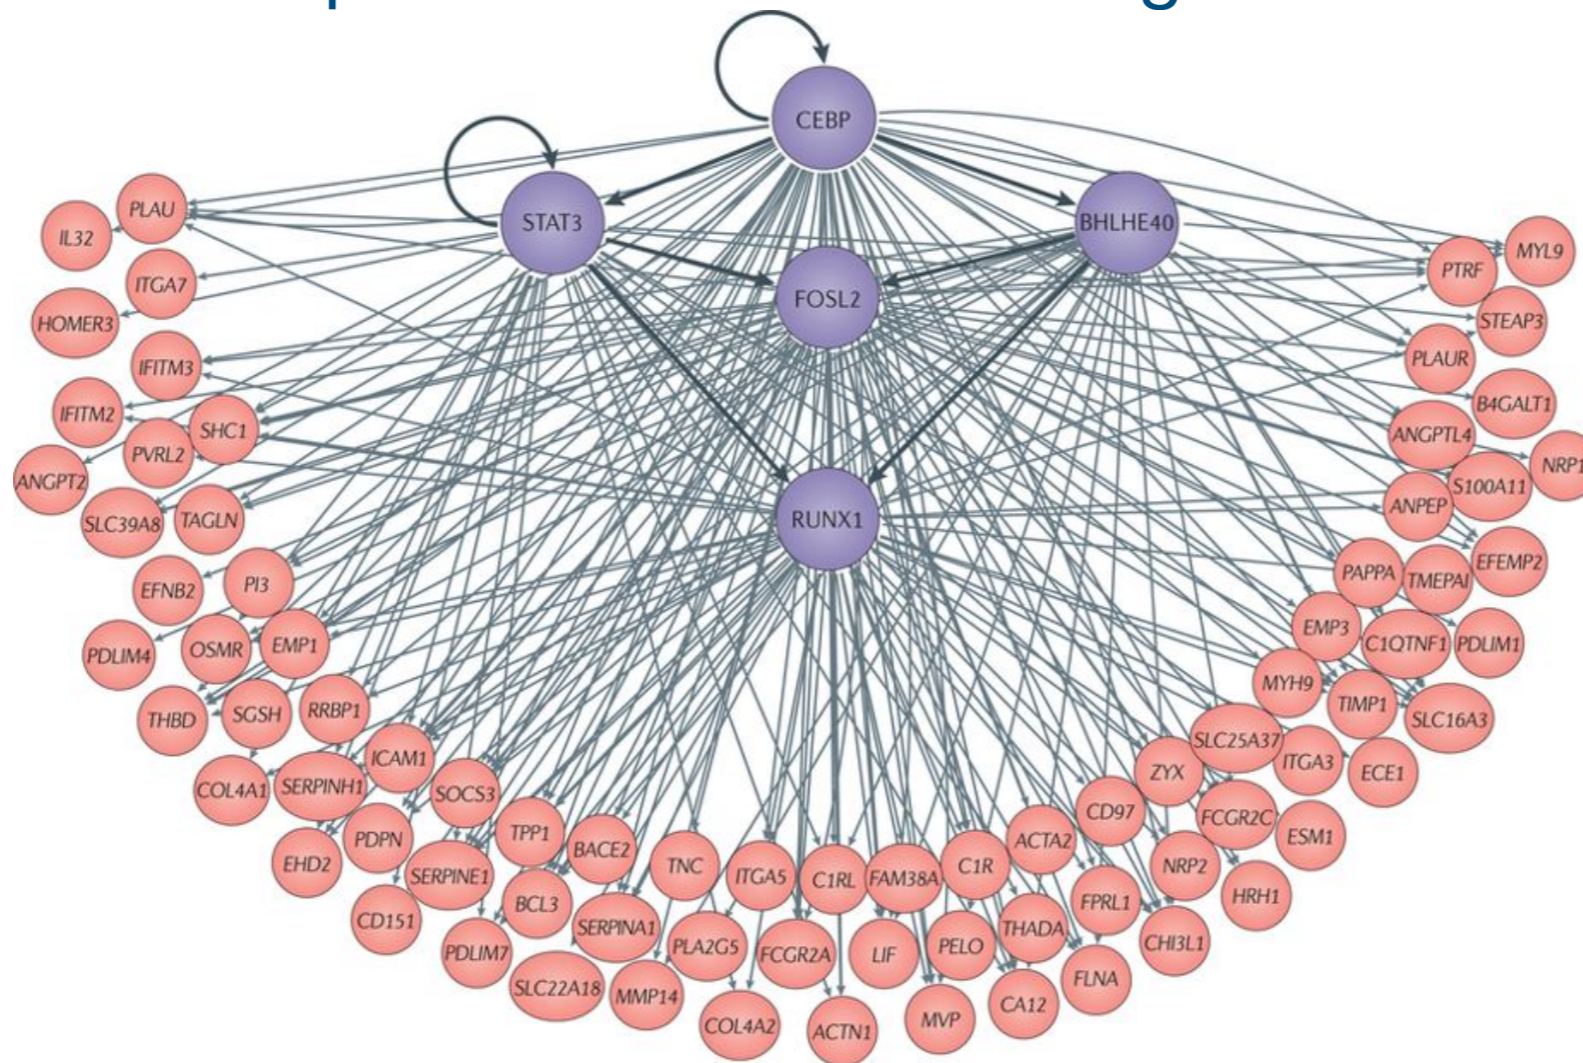 CEBP
STAT3
BHLHE40
FOSL2
RUNX1
PLAU
IL32
ITGA7
HOMER3
IFITM3
IFITM2
SHC1
PVRL2
ANGPT2
SLC39A8
TAGLN
EFNB2
PI3
PDLIM4
OSMR
EMP1
THBD
SGSH
RRBP1
COL4A1
SERPINH1
ICAM1
EHD2
PDPN
SOCS3
CD151
SERPINE1
TPP1
PDLIM7
BCL3
BACE2
SLC22A18
SERPINA1
MMP14
TNC
PLA2G5
COL4A2
ITGA5
FCGR2A
ACTN1
C1RL
LIF
FAM38A
MVP
PELO
C1R
CA12
THADA
ACTA2
FLNA
FPRL1
CD97
CHI3L1
NRP2
ZYX
HRH1
FCGR2C
SLC25A37
ESM1
ITGA3
ECE1
MYH9
TIMP1
SLC16A3
EMP3
C1QTNF1
PDLIM1
PAPPA
TMEPAI
EFEMP2
ANPEP
S100A11
NRP1
ANGPTL4
B4GALT1
PLAUR
STEAP3
PTRF
MYL9